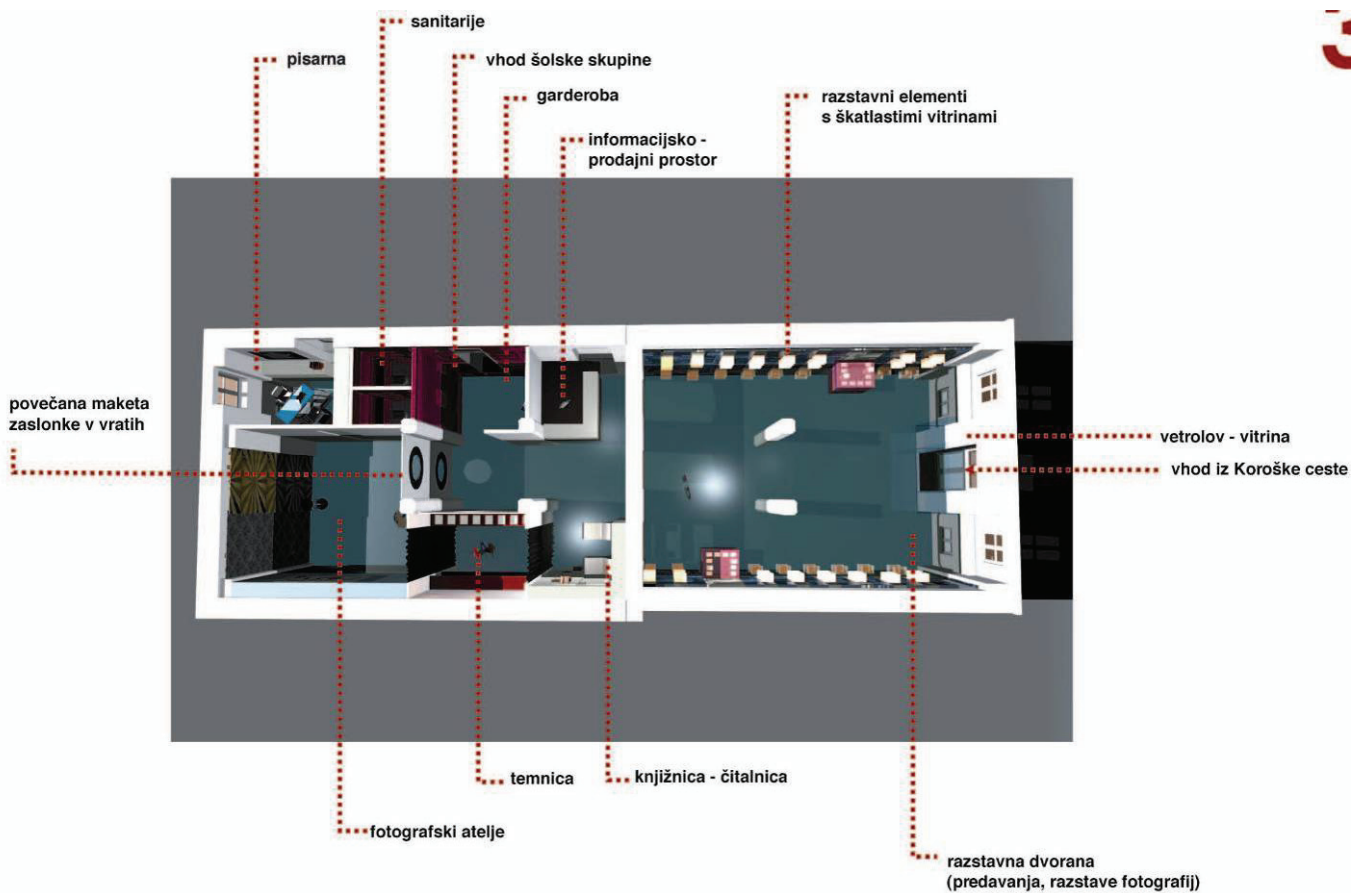 3
sanitarije
pisarna
vhod šolske skupine
garderoba
razstavni elementi
s škatlastimi vitrinami
informacijsko -
prodajni prostor
povečana maketa
zaslonke v vratih
vetrolov - vitrina
vhod iz Koroške ceste
temnica
knjižnica - čitalnica
fotografski atelje
razstavna dvorana
(predavanja, razstave fotografij)